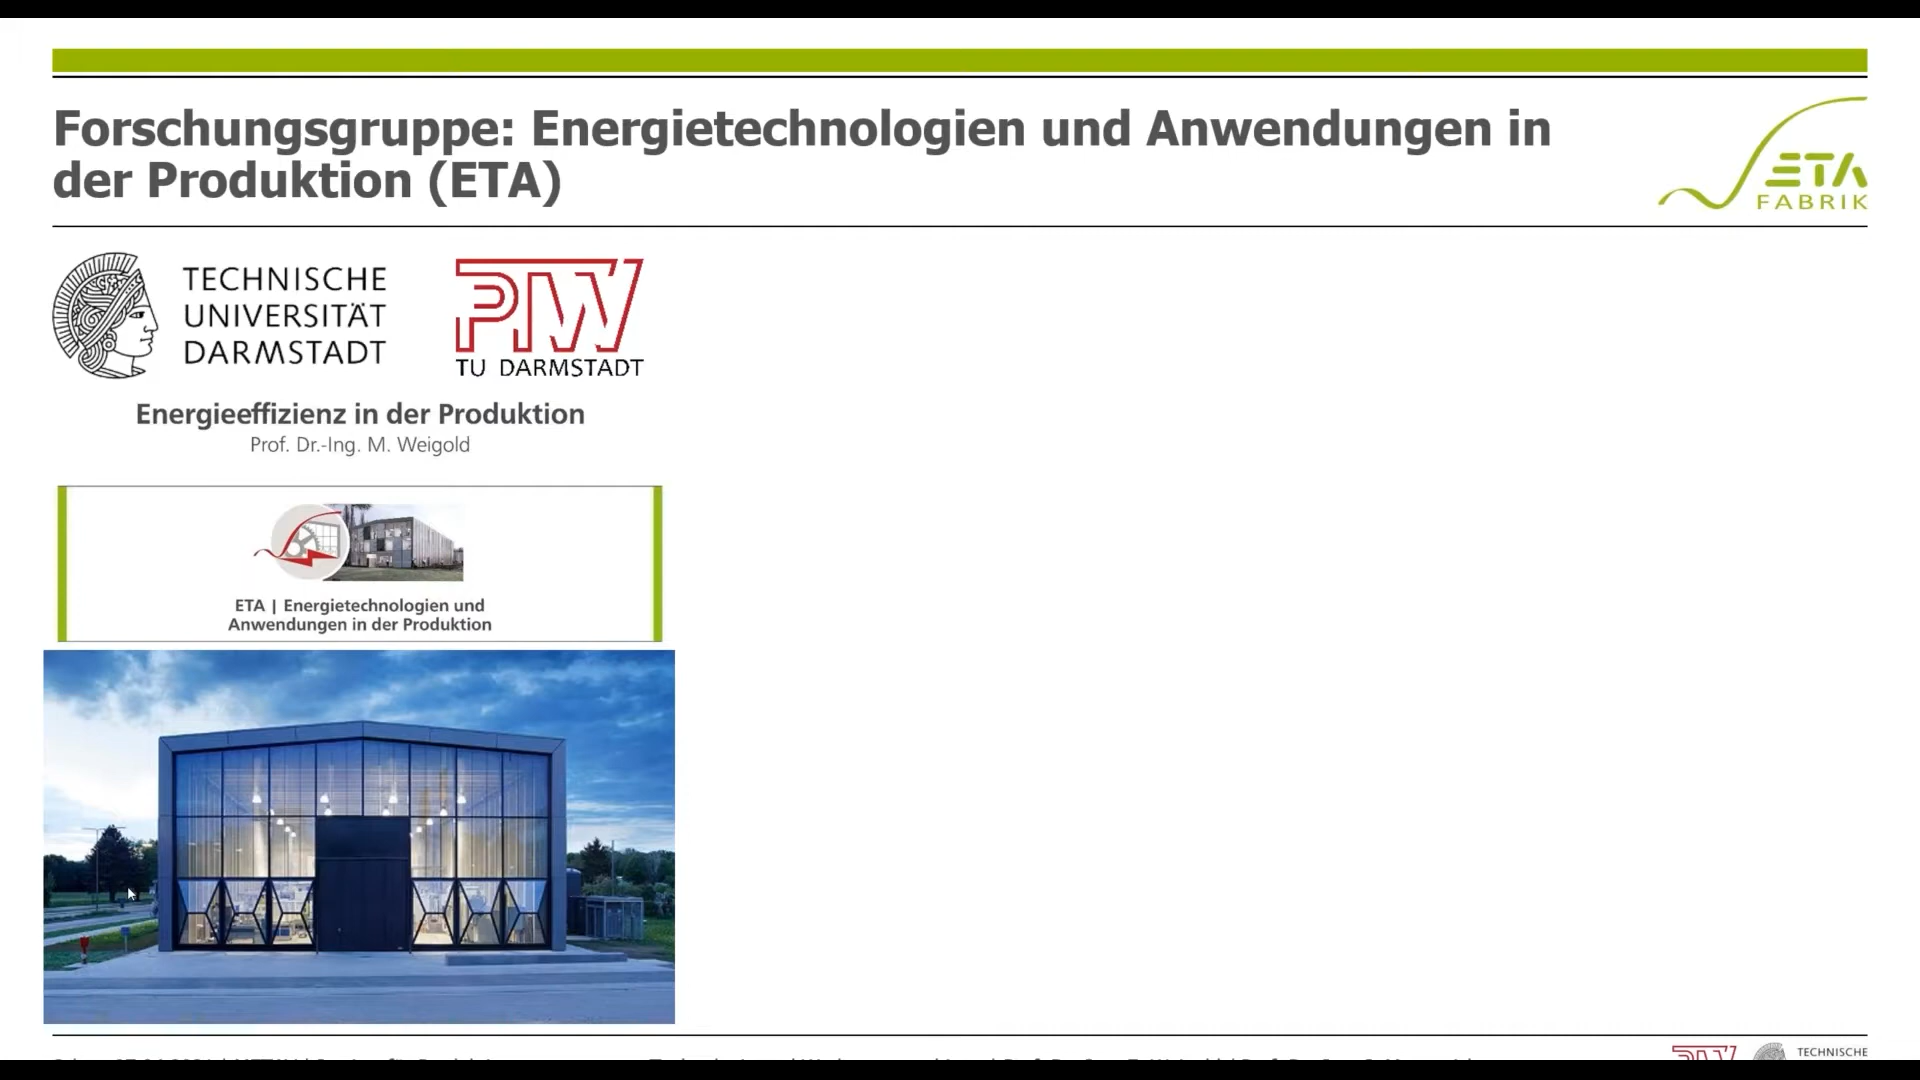 Forschungsgruppe: Energietechnologien und Anwendungen in
der Produktion (ETA)
ETA
FABRIK
TECHNISCHE
UNIVERSITÄT
DARMSTADT
PTW
TU DARMSTADT
Energieeffizienz in der Produktion
Prof. Dr.-Ing. M. Weigold
ETA | Energietechnologien und
Anwendungen in der Produktion
PTW
TECHNISCHE